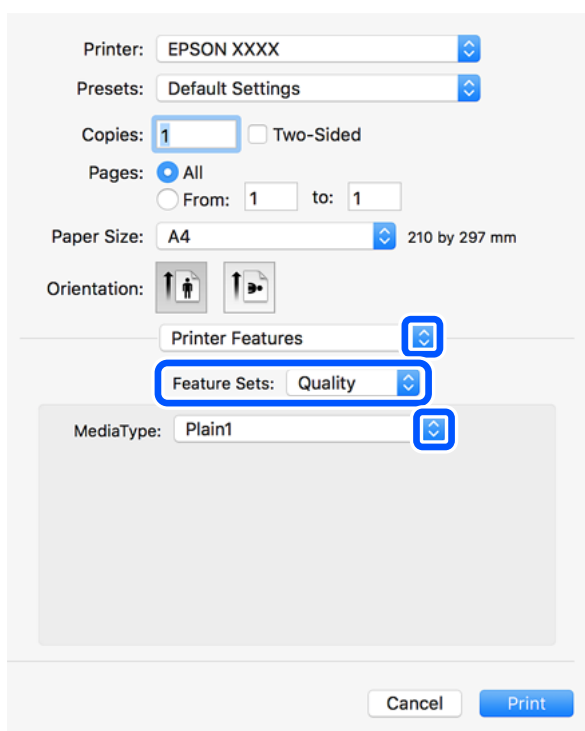 Printer: EPSON XXXX
Presets: Default Settings
Copies: 1 Two-Sided
Pages: All
From: 1 to: 1
Paper Size: A4 210 by 297 mm
Orientation:
Printer Features
Feature Sets: Quality
MediaType: Plain1
Cancel Print